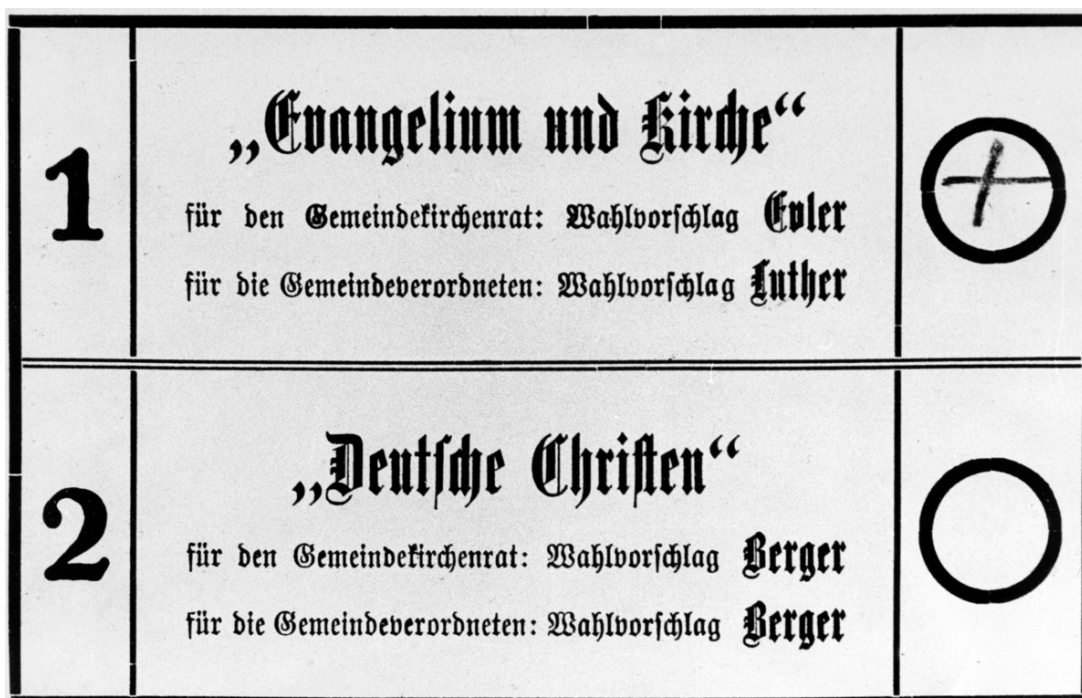 1
„Evangelium und Kirche“
für den Gemeindekirchenrat: Wahlvorschlag Evler
für die Gemeindeverordneten: Wahlvorschlag Luther
2
„Deutsche Christen“
für den Gemeindekirchenrat: Wahlvorschlag Berger
für die Gemeindeverordneten: Wahlvorschlag Berger